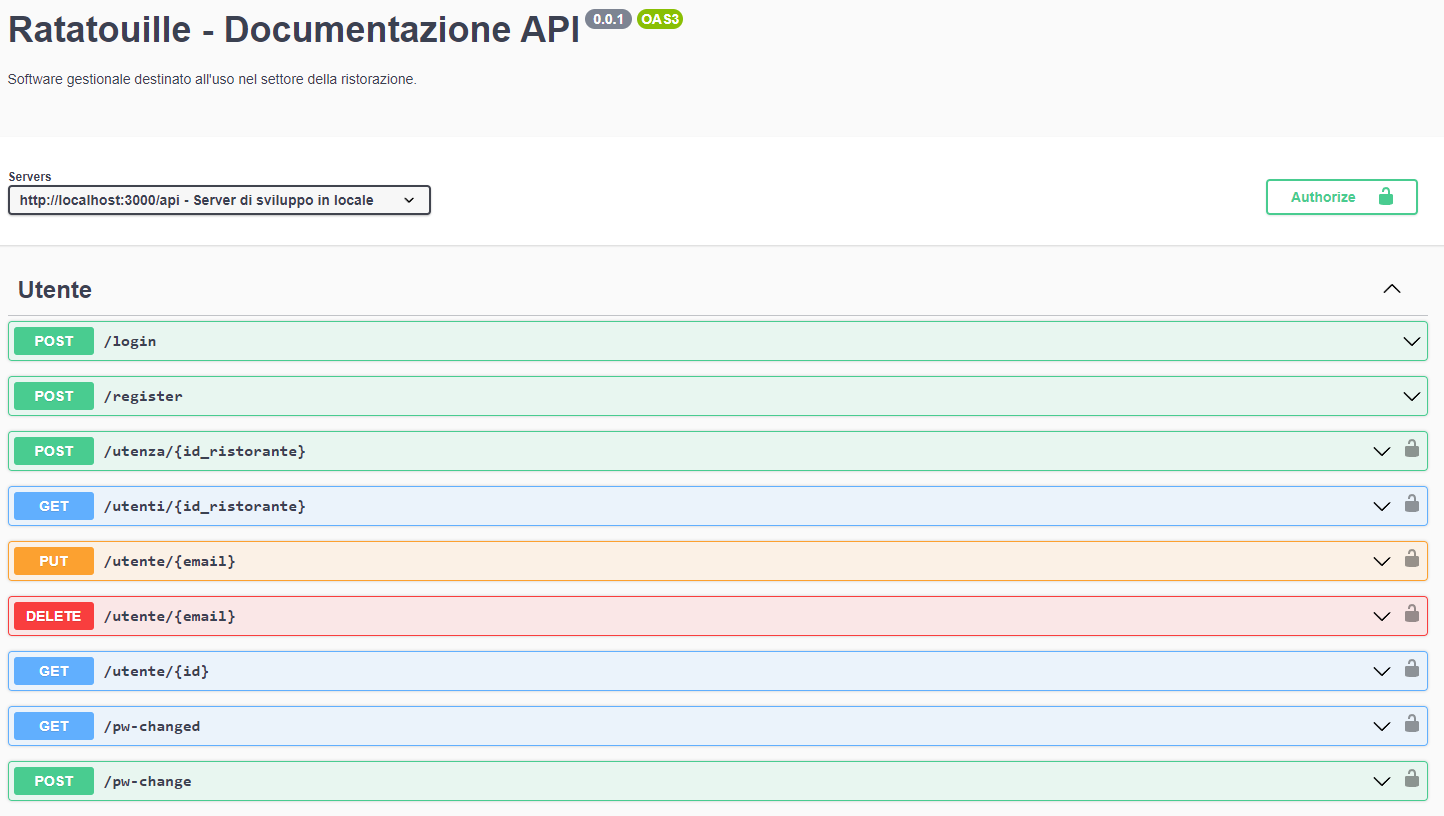 Ratatouille - Documentazione API 0.0.1 OAS3
Software gestionale destinato all'uso nel settore della ristorazione.
Servers
http://localhost:3000/api - Server di sviluppo in locale
Authorize
Utente
POST /login
POST /register
POST /utenza/{id_ristorante}
GET /utenti/{id_ristorante}
PUT /utente/{email}
DELETE /utente/{email}
GET /utente/{id}
GET /pw-changed
POST /pw-change